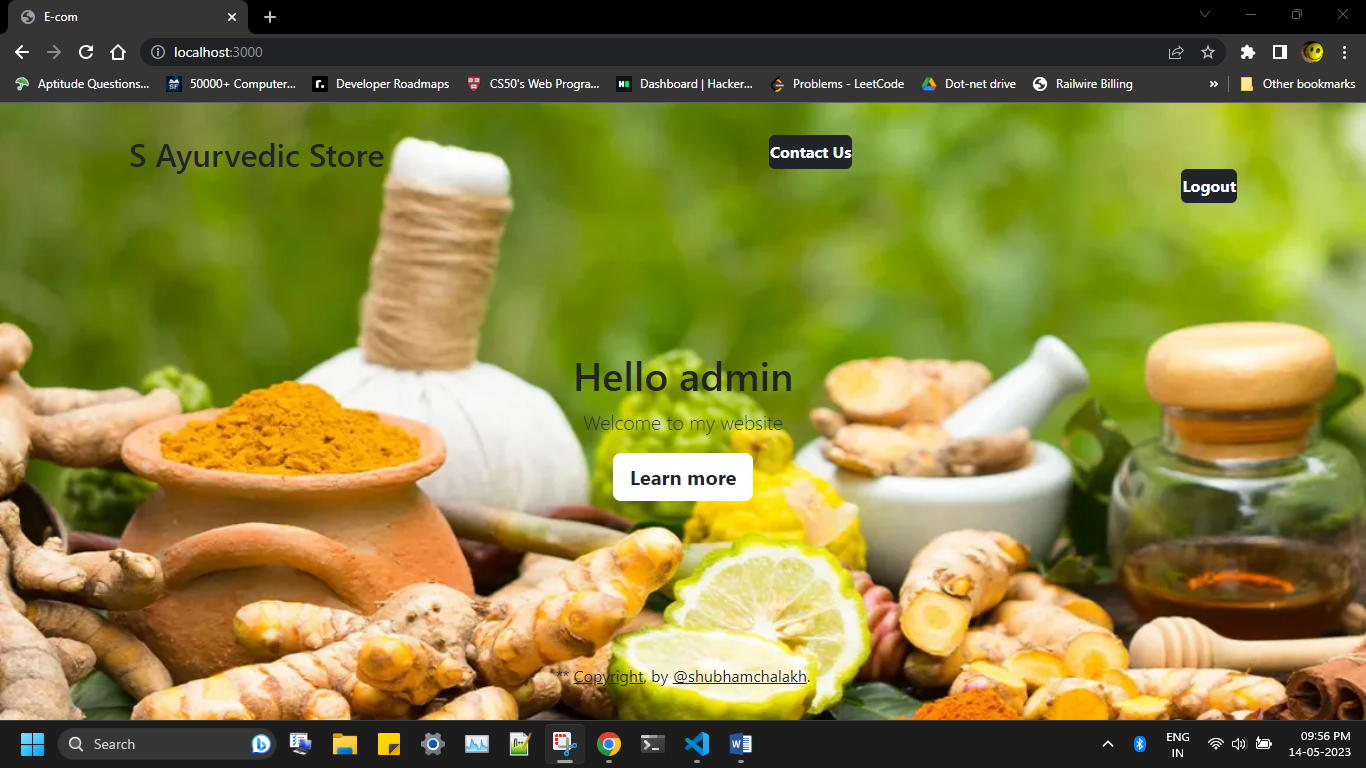 E-com
localhost:3000
Aptitude Questions...
50000+ Computer...
Developer Roadmaps
CS50's Web Progra...
Dashboard | Hacker...
Problems - LeetCode
Dot-net drive
Railwire Billing
»
Other bookmarks
S Ayurvedic Store
Contact Us
Logout
Hello admin
Welcome to my website
Learn more
** Copyright, by @shubhamchalakh.
Search
ENG
IN
09:56 PM
14-05-2023